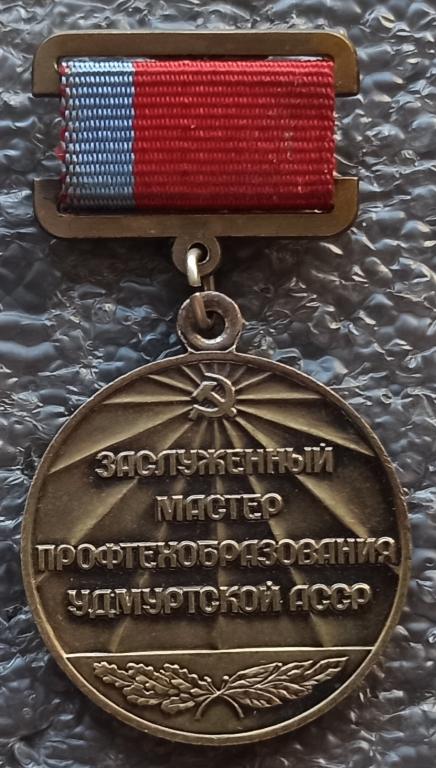 ЗАСЛУЖЕННЫЙ
МАСТЕР
ПРОФТЕХОБРАЗОВАНИЯ
УДМУРТСКОЙ АССР